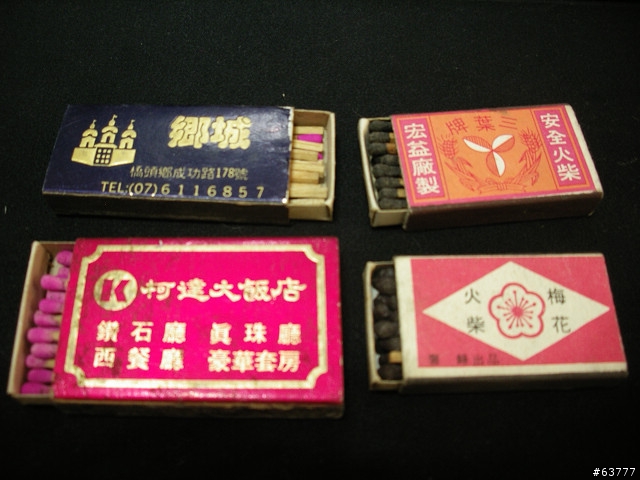 鄉城
橋頭鄉成功路178號
TEL:(07)6116857
三葉牌
安全火柴
宏益廠製
K 柯達大飯店
鑽石廳 真珠廳
西餐廳 豪華套房
梅花
火柴
出品
#63777